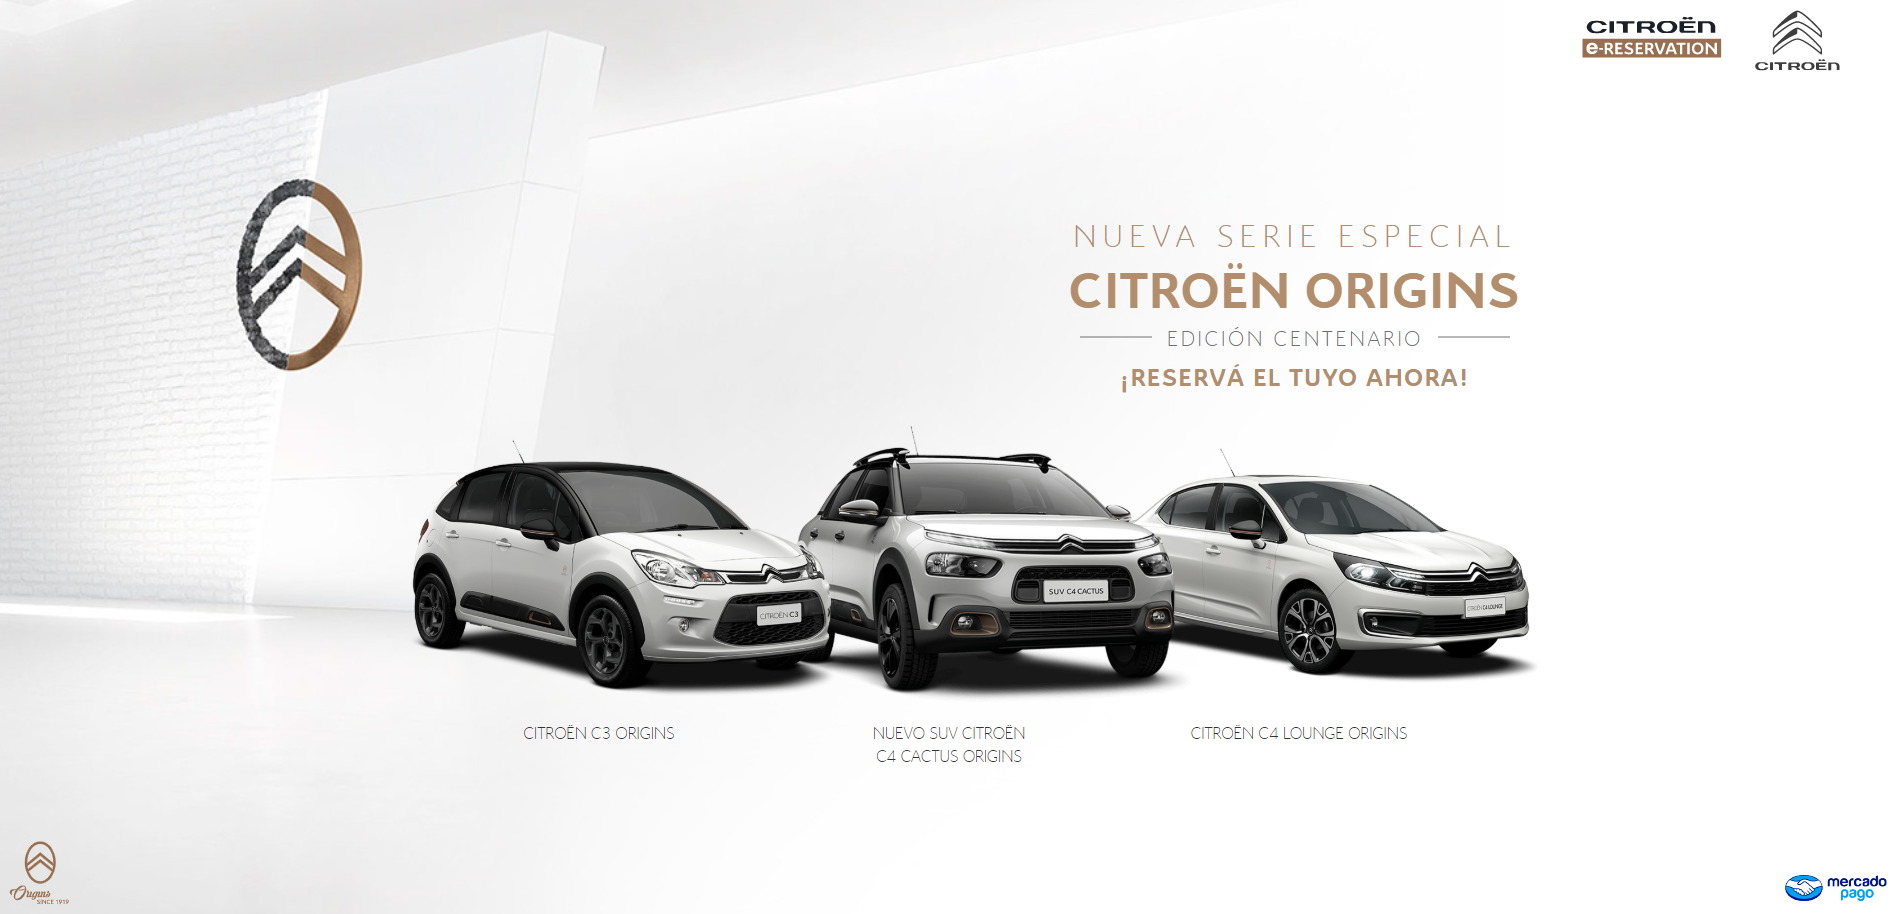 CITROËN
e-RESERVATION
CITROËN
NUEVA SERIE ESPECIAL
CITROËN ORIGINS
EDICIÓN CENTENARIO
¡RESERVÁ EL TUYO AHORA!
CITROËN C3
SUV C4 CACTUS
CITROËN C4 LOUNGE
CITROËN C3 ORIGINS
NUEVO SUV CITROËN
C4 CACTUS ORIGINS
CITROËN C4 LOUNGE ORIGINS
Origins
SINCE 1919
mercado
pago